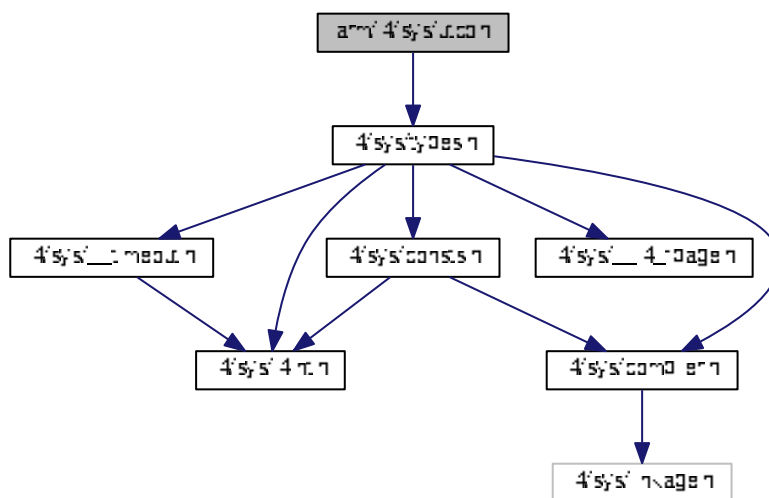 l4/sys/types.h
l4/sys/__timeout.h
l4/sys/consts.h
l4/sys/__l4_fpage.h
l4/sys/l4int.h
l4/sys/compiler.h
l4/sys/linkage.h